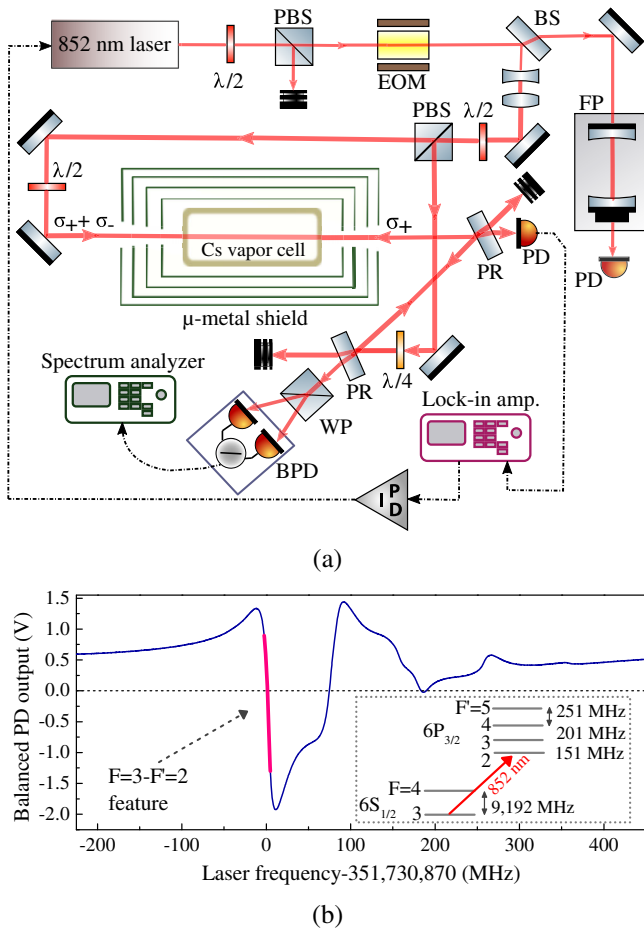 852 nm laser
λ/2
PBS
EOM
BS
PBS
λ/2
FP
λ/2
σ₊+ σ₋
Cs vapor cell
σ₊
PR
PD
PD
μ-metal shield
Spectrum analyzer
PR
λ/4
WP
Lock-in amp.
BPD
P
I
D
(a)
Balanced PD output (V)
1.5
1.0
0.5
0.0
-0.5
-1.0
-1.5
-2.0
F=3-F'=2
feature
F'=5
251 MHz
6P3/2
4
201 MHz
3
151 MHz
2
852 nm
F=4
6S1/2
9,192 MHz
3
-200 -100 0 100 200 300 400
Laser frequency-351,730,870 (MHz)
(b)